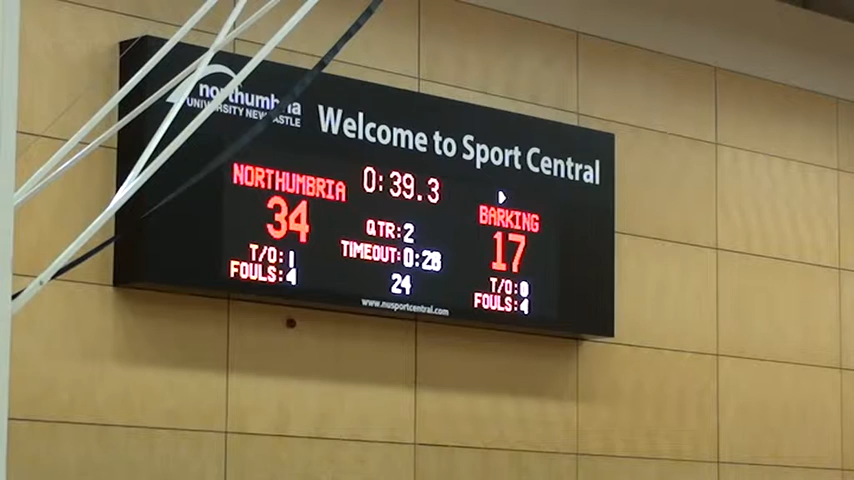 northumbria
UNIVERSITY NEWCASTLE
Welcome to Sport Central
NORTHUMBRIA
0:39.3
BARKING
34
QTR:2
17
TIMEOUT:0:28
T/O:1
T/O:0
FOULS:4
24
FOULS:4
www.nusportcentral.com